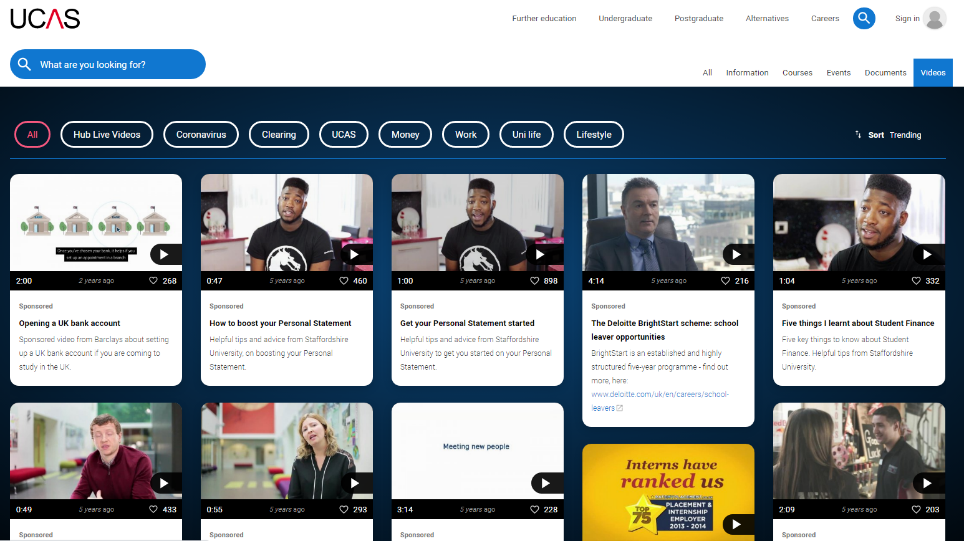 UCAS
Further education
Undergraduate
Postgraduate
Alternatives
Careers
Sign in
What are you looking for?
All
Information
Courses
Events
Documents
Videos
All
Hub Live Videos
Coronavirus
Clearing
UCAS
Money
Work
Uni life
Lifestyle
Sort Trending
2:00
2 years ago
268
Sponsored
Opening a UK bank account
Sponsored video from Barclays about setting
up a UK bank account if you are coming to
study in the UK.
0:47
5 years ago
460
Sponsored
How to boost your Personal Statement
Helpful tips and advice from Staffordshire
University, on boosting your Personal
Statement.
1:00
5 years ago
898
Sponsored
Get your Personal Statement started
Helpful tips and advice from Staffordshire
University to get you started on your Personal
Statement.
4:14
5 years ago
216
Sponsored
The Deloitte BrightStart scheme: school
leaver opportunities
BrightStart is an established and highly
structured five-year programme - find out
more, here:
www.deloitte.com/uk/en/careers/school-
leavers
1:04
5 years ago
332
Sponsored
Five things I learnt about Student Finance
Five key things to know about Student
Finance. Helpful tips from Staffordshire
University.
0:49
5 years ago
433
Sponsored
0:55
5 years ago
293
Sponsored
Meeting new people
3:14
5 years ago
228
Sponsored
Interns have
ranked us
TOP
75
PLACEMENT &
INTERNSHIP
EMPLOYER
2013 - 2014
2:09
5 years ago
203
Sponsored